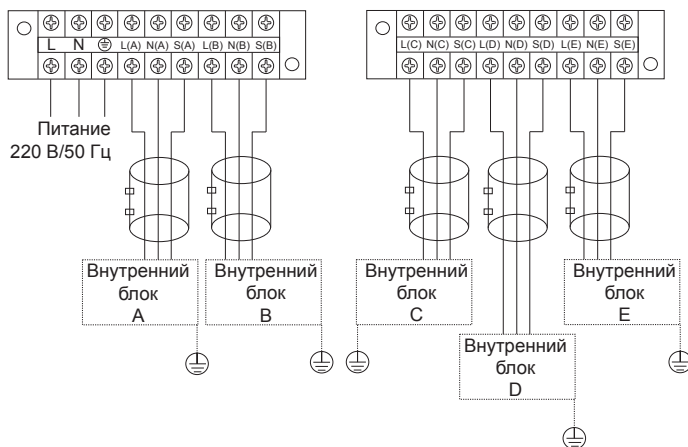 L N L(A) N(A) S(A) L(B) N(B) S(B)
L(C) N(C) S(C) L(D) N(D) S(D) L(E) N(E) S(E)
Питание
220 В/50 Гц
Внутренний
блок
A
Внутренний
блок
B
Внутренний
блок
C
Внутренний
блок
D
Внутренний
блок
E